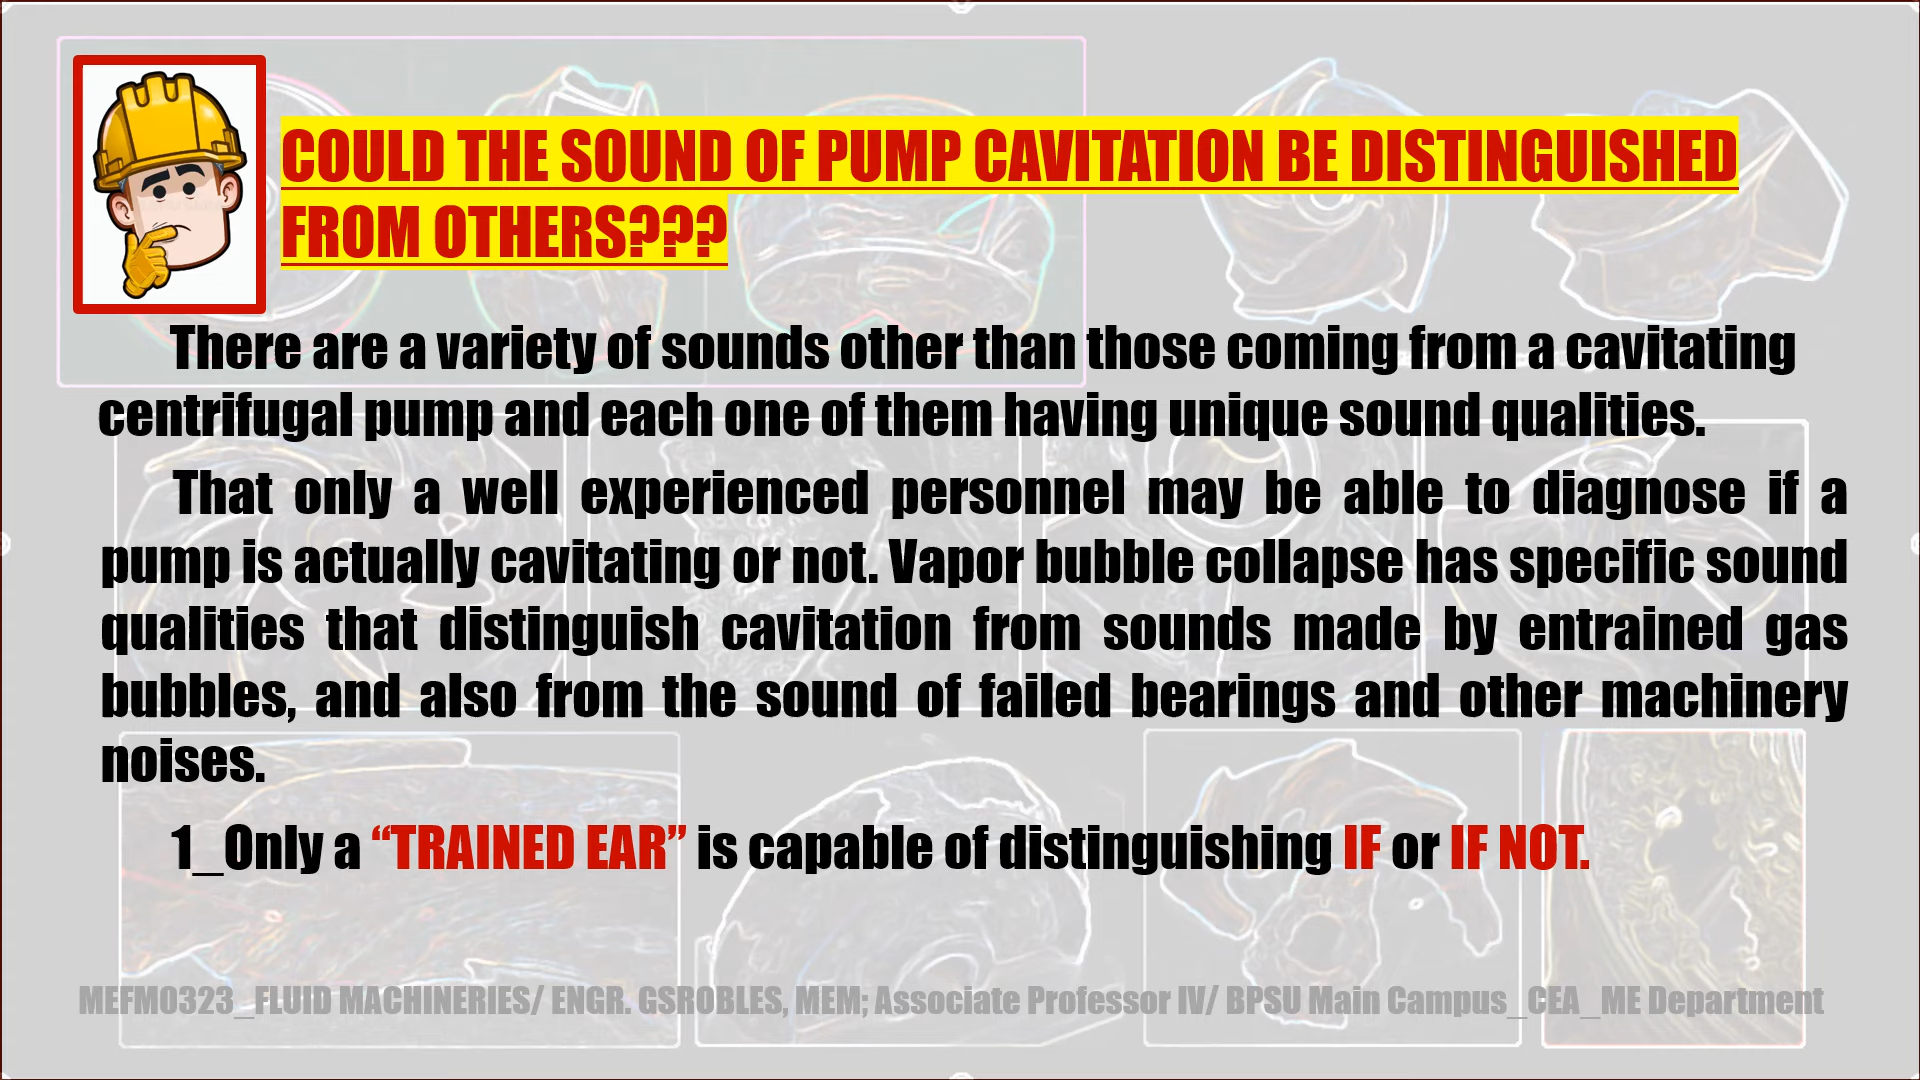 COULD THE SOUND OF PUMP CAVITATION BE DISTINGUISHED
FROM OTHERS???
There are a variety of sounds other than those coming from a cavitating
centrifugal pump and each one of them having unique sound qualities.
That only a well experienced personnel may be able to diagnose if a
pump is actually cavitating or not. Vapor bubble collapse has specific sound
qualities that distinguish cavitation from sounds made by entrained gas
bubbles, and also from the sound of failed bearings and other machinery
noises.
1_Only a “TRAINED EAR” is capable of distinguishing IF or IF NOT.
MEFM0323_FLUID MACHINERIES/ ENGR. GSROBLES, MEM; Associate Professor IV/ BPSU Main Campus_CEA_ME Department